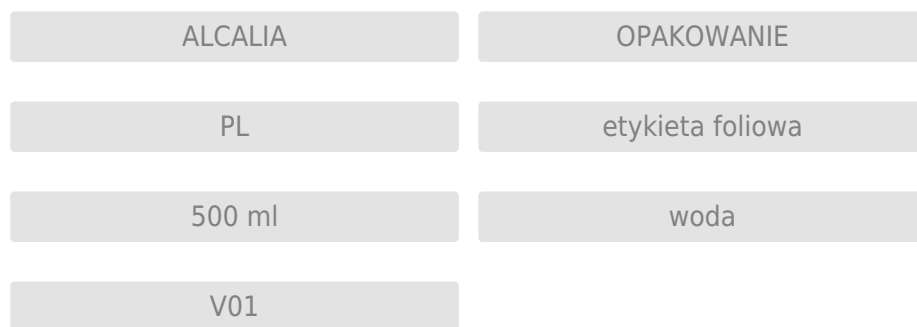 ALCALIA
OPAKOWANIE
PL
etykieta foliowa
500 ml
woda
V01